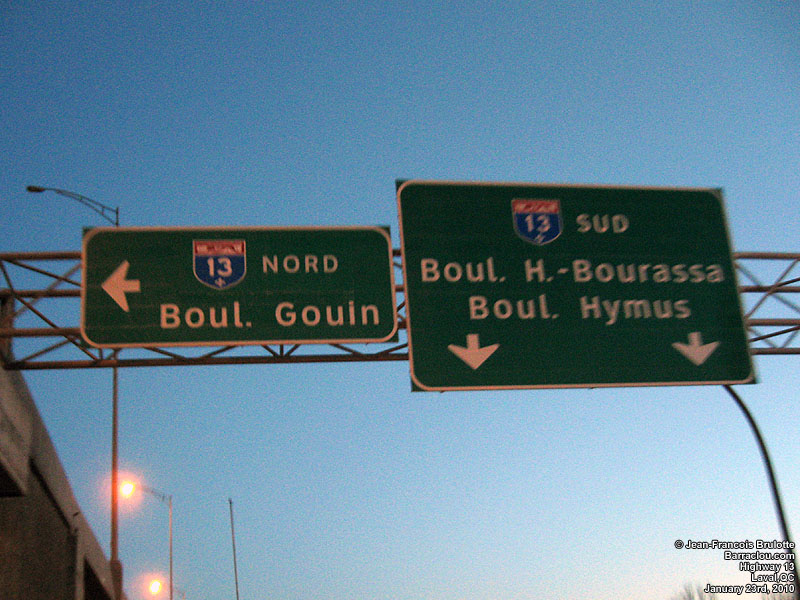 13 NORD
Boul. Gouin
13 SUD
Boul. H.-Bourassa
Boul. Hymus
© Jean-Francois Brulotte
Barraclou.com
Highway 13
Laval QC
January 23rd, 2010